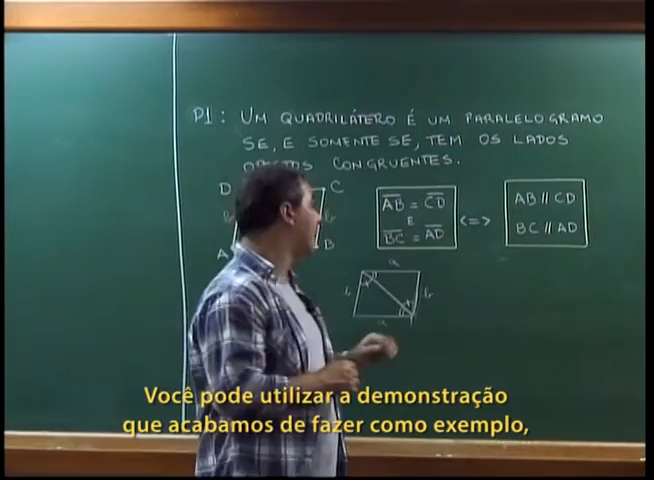 P1: UM QUADRILÁTERO É UM PARALELOGRAMO
SE, E SOMENTE SE, TEM OS LADOS
OPOSTOS CONGRUENTES.
D C
A B
AB = CD
E
BC = AD
<=>
AB // CD
BC // AD
a
b b
a
Você pode utilizar a demonstração
que acabamos de fazer como exemplo,